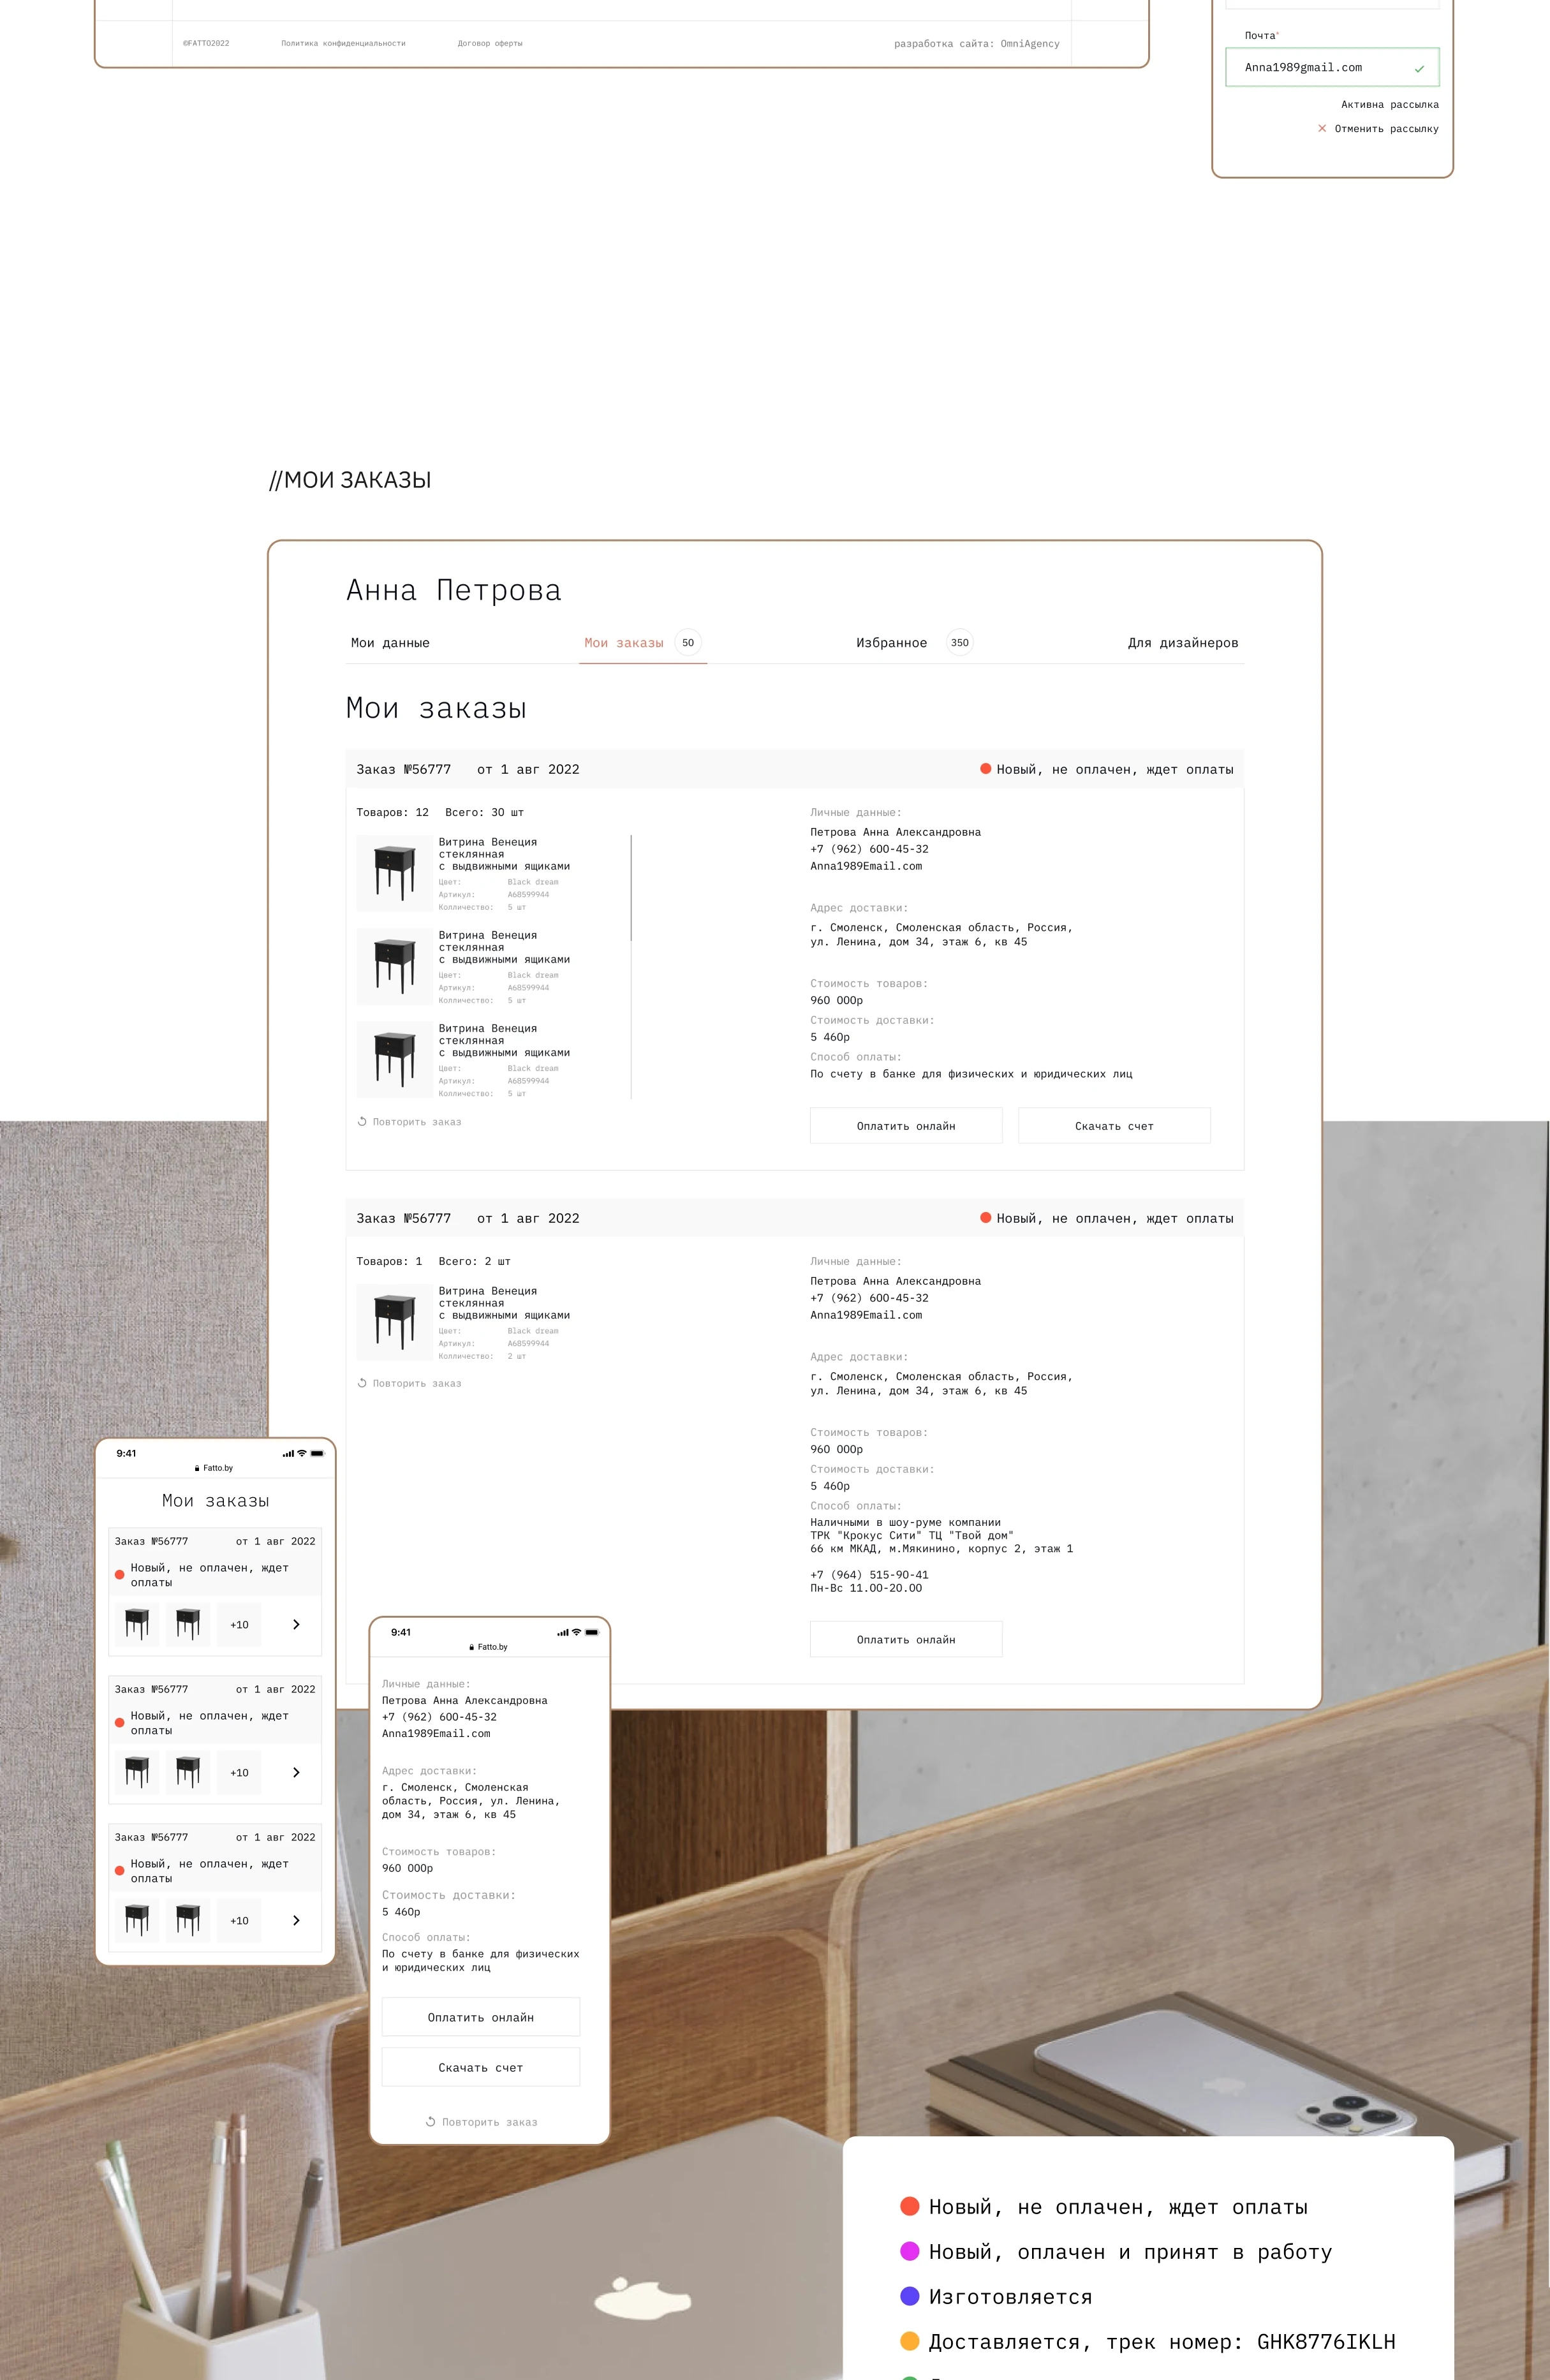 ©FATTO2022
Политика конфиденциальности
Договор оферты
разработка сайта: OmniAgency
Почта*
Anna1989gmail.com
Активна рассылка
Отменить рассылку
//МОИ ЗАКАЗЫ
Анна Петрова
Мои данные
Мои заказы 50
Избранное 350
Для дизайнеров
Мои заказы
Заказ №56777 от 1 авг 2022
Новый, не оплачен, ждет оплаты
Товаров: 12 Всего: 30 шт
Витрина Венеция
стеклянная
с выдвижными ящиками
Цвет: Black dream
Артикул: A68599944
Колличество: 5 шт
Витрина Венеция
стеклянная
с выдвижными ящиками
Цвет: Black dream
Артикул: A68599944
Колличество: 5 шт
Витрина Венеция
стеклянная
с выдвижными ящиками
Цвет: Black dream
Артикул: A68599944
Колличество: 5 шт
Повторить заказ
Личные данные:
Петрова Анна Александровна
+7 (962) 600-45-32
Anna1989Email.com
Адрес доставки:
г. Смоленск, Смоленская область, Россия,
ул. Ленина, дом 34, этаж 6, кв 45
Стоимость товаров:
960 000р
Стоимость доставки:
5 460р
Способ оплаты:
По счету в банке для физических и юридических лиц
Оплатить онлайн
Скачать счет
Заказ №56777 от 1 авг 2022
Новый, не оплачен, ждет оплаты
Товаров: 1 Всего: 2 шт
Витрина Венеция
стеклянная
с выдвижными ящиками
Цвет: Black dream
Артикул: A68599944
Колличество: 2 шт
Повторить заказ
Личные данные:
Петрова Анна Александровна
+7 (962) 600-45-32
Anna1989Email.com
Адрес доставки:
г. Смоленск, Смоленская область, Россия,
ул. Ленина, дом 34, этаж 6, кв 45
Стоимость товаров:
960 000р
Стоимость доставки:
5 460р
Способ оплаты:
Наличными в шоу-руме компании
ТРК "Крокус Сити" ТЦ "Твой дом"
66 км МКАД, м.Мякинино, корпус 2, этаж 1
+7 (964) 515-90-41
Пн-Вс 11.00-20.00
Оплатить онлайн
9:41
Fatto.by
Мои заказы
Заказ №56777 от 1 авг 2022
Новый, не оплачен, ждет
оплаты
+10
Заказ №56777 от 1 авг 2022
Новый, не оплачен, ждет
оплаты
+10
Заказ №56777 от 1 авг 2022
Новый, не оплачен, ждет
оплаты
+10
9:41
Fatto.by
Личные данные:
Петрова Анна Александровна
+7 (962) 600-45-32
Anna1989Email.com
Адрес доставки:
г. Смоленск, Смоленская
область, Россия, ул. Ленина,
дом 34, этаж 6, кв 45
Стоимость товаров:
960 000р
Стоимость доставки:
5 460р
Способ оплаты:
По счету в банке для физических
и юридических лиц
Оплатить онлайн
Скачать счет
Повторить заказ
Новый, не оплачен, ждет оплаты
Новый, оплачен и принят в работу
Изготовляется
Доставляется, трек номер: GHK8776IKLH